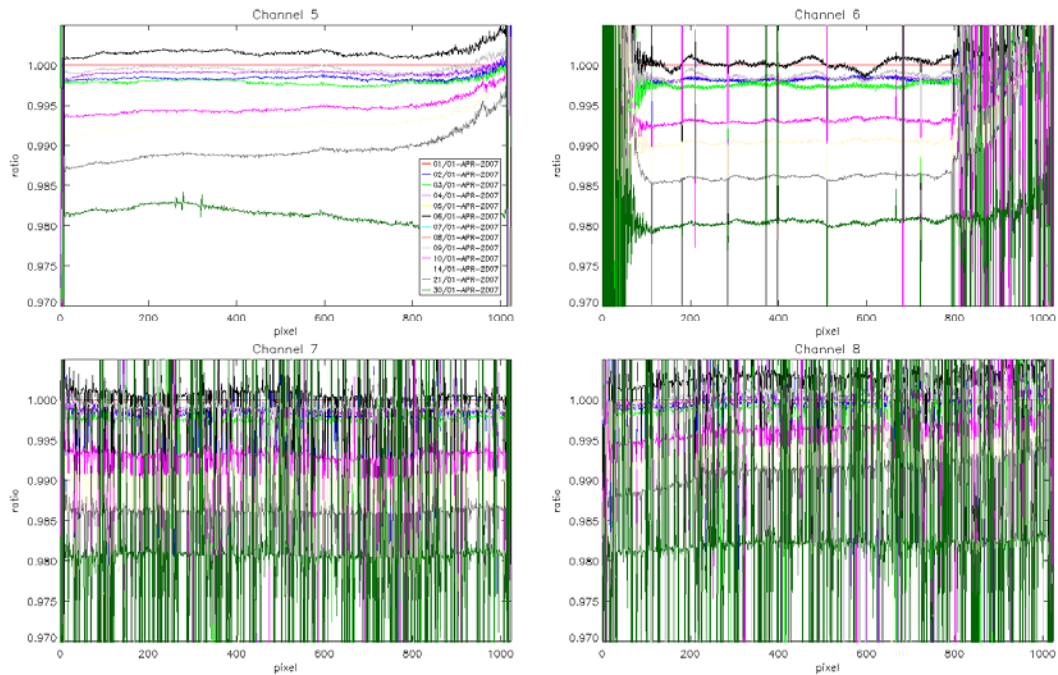 Channel 5
ratio
1.000
0.995
0.990
0.985
0.980
0.975
0.970
0
200
400
600
800
1000
pixel
01/01-APR-2007
02/01-APR-2007
03/01-APR-2007
04/01-APR-2007
05/01-APR-2007
06/01-APR-2007
07/01-APR-2007
08/01-APR-2007
09/01-APR-2007
10/01-APR-2007
14/01-APR-2007
21/01-APR-2007
30/01-APR-2007
Channel 6
ratio
1.000
0.995
0.990
0.985
0.980
0.975
0.970
0
200
400
600
800
1000
pixel
Channel 7
ratio
1.000
0.995
0.990
0.985
0.980
0.975
0.970
0
200
400
600
800
1000
pixel
Channel 8
ratio
1.000
0.995
0.990
0.985
0.980
0.975
0.970
0
200
400
600
800
1000
pixel